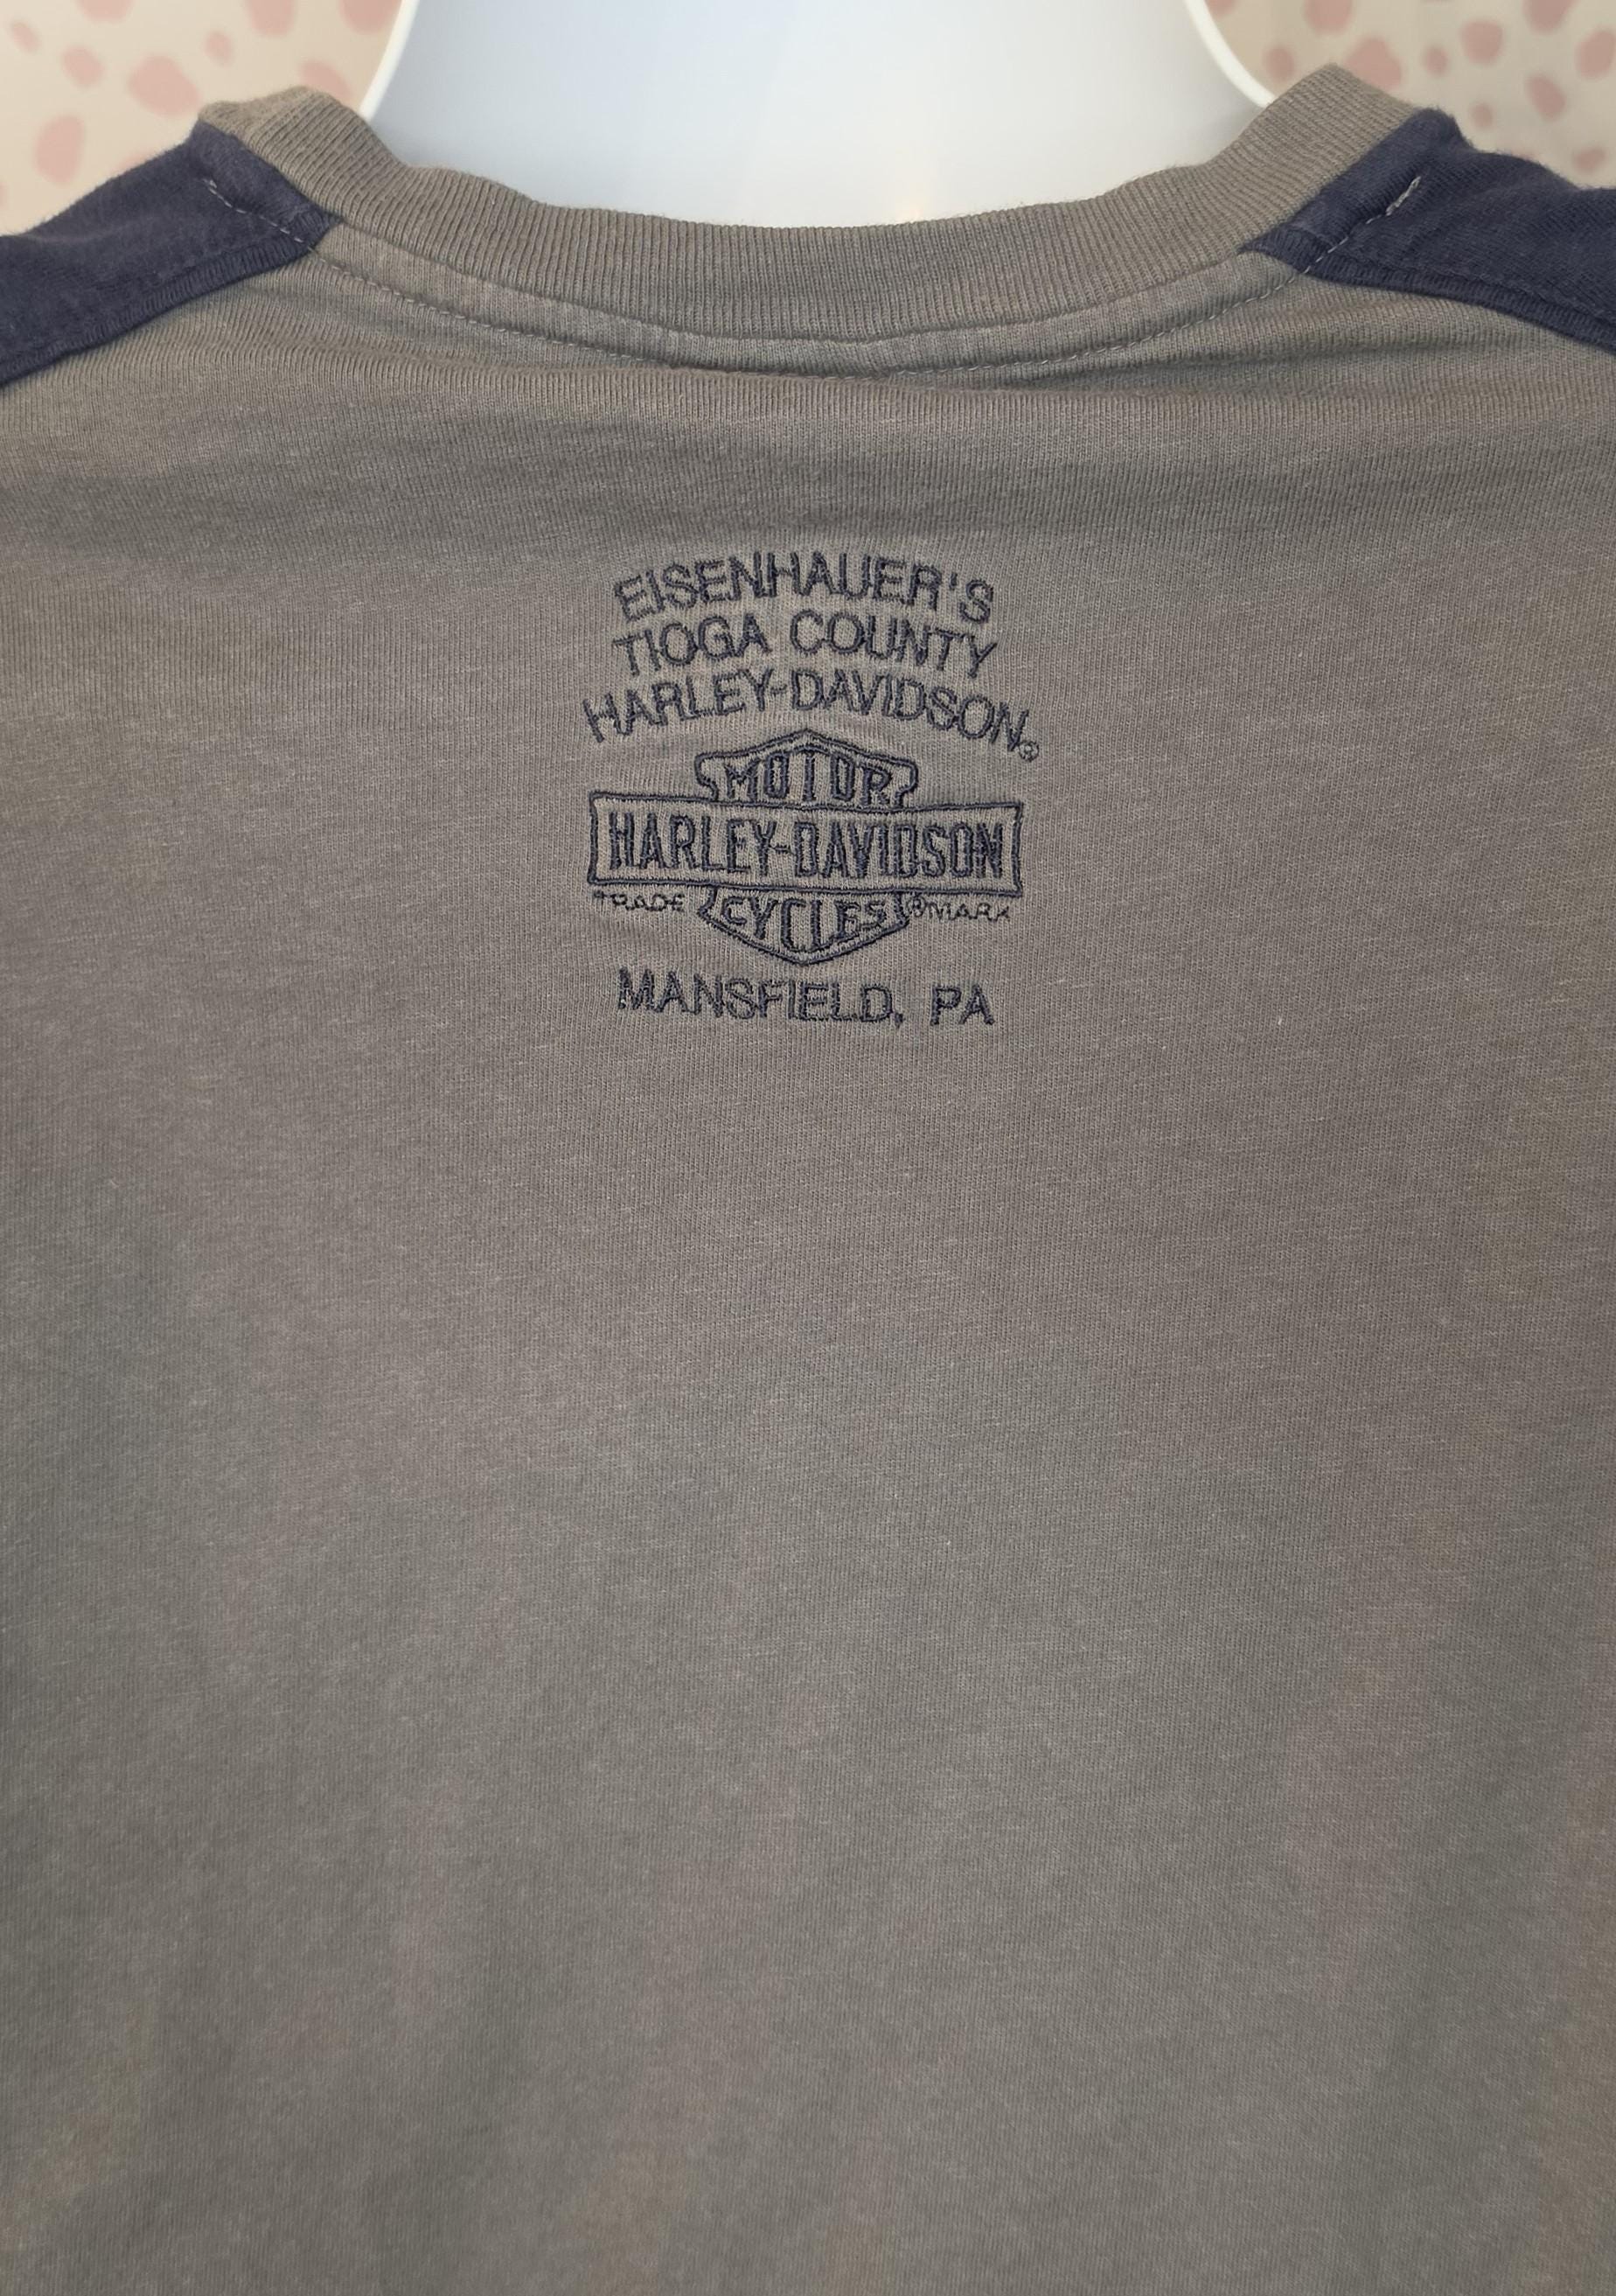 EISENHAUER'S
TIOGA COUNTY
HARLEY-DAVIDSON®
MOTOR
HARLEY-DAVIDSON
TRADE CYCLES ® MARK
MANSFIELD, PA